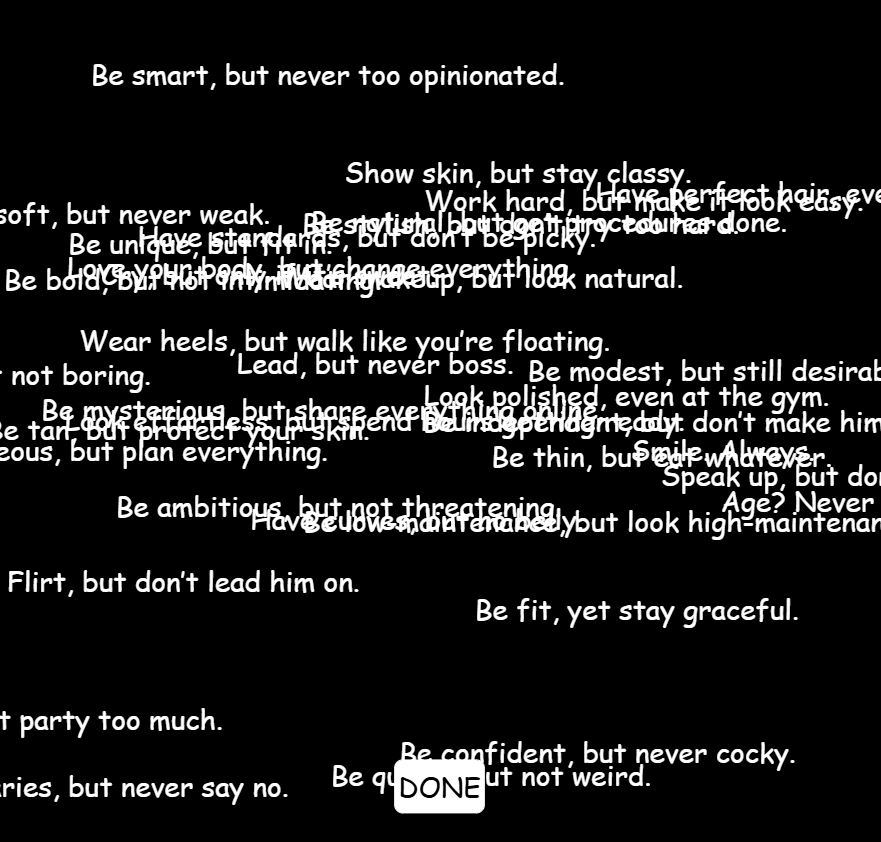 Be smart, but never too opinionated.
Show skin, but stay classy.
Have perfect hair, eve
Work hard, but make it look easy.
soft, but never weak.
Be natural, but get procedures done.
Be stylish, but don't try too hard.
Have standards, but don't be picky.
Be unique, but fit in.
Love your body, but change everything.
Wear makeup, but look natural.
Be bold, but not intimidating.
Wear heels, but walk like you're floating.
Lead, but never boss.
Be modest, but still desirab
not boring.
Look polished, even at the gym.
Be mysterious, but share everything online.
Look effortless, but spend hours getting ready.
Be independent, but don't make him
Be tan, but protect your skin.
eous, but plan everything.
Smile. Always.
Be thin, but eat whatever.
Speak up, but don
Age? Never
Be ambitious, but not threatening.
Have curves, but no belly.
Be low-maintenance, but look high-maintenan
Flirt, but don't lead him on.
Be fit, yet stay graceful.
t party too much.
Be confident, but never cocky.
Be qu ut not weird.
DONE
ries, but never say no.